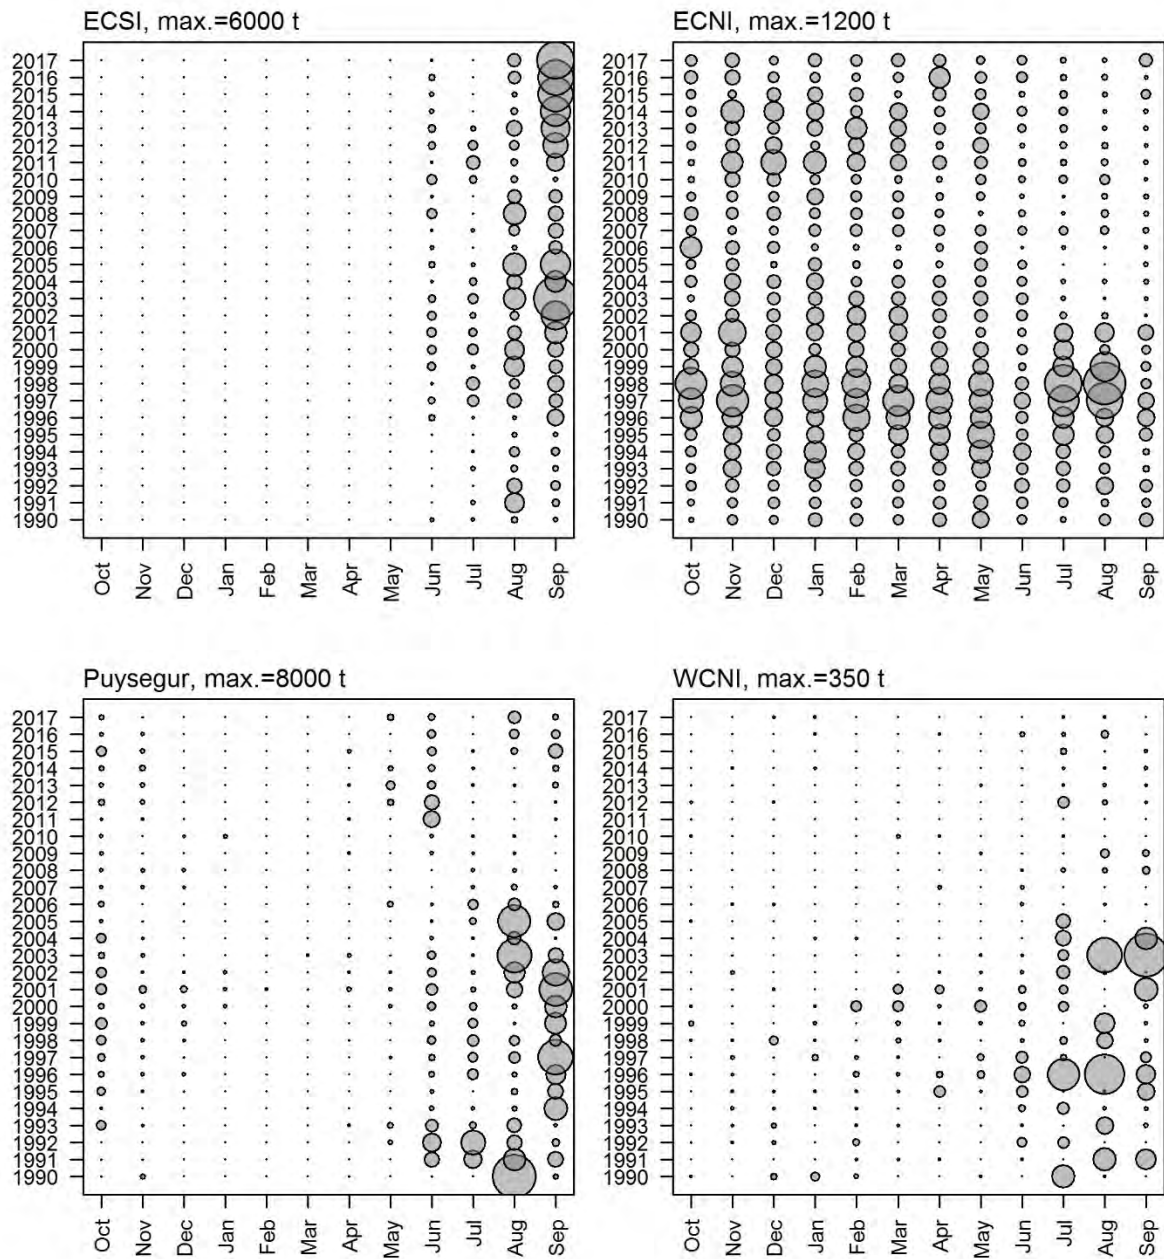 ECSI, max.=6000 t
2017
2016
2015
2014
2013
2012
2011
2010
2009
2008
2007
2006
2005
2004
2003
2002
2001
2000
1999
1998
1997
1996
1995
1994
1993
1992
1991
1990
Oct
Nov
Dec
Jan
Feb
Mar
Apr
May
Jun
Jul
Aug
Sep
ECNI, max.=1200 t
2017
2016
2015
2014
2013
2012
2011
2010
2009
2008
2007
2006
2005
2004
2003
2002
2001
2000
1999
1998
1997
1996
1995
1994
1993
1992
1991
1990
Oct
Nov
Dec
Jan
Feb
Mar
Apr
May
Jun
Jul
Aug
Sep
Puysegur, max.=8000 t
2017
2016
2015
2014
2013
2012
2011
2010
2009
2008
2007
2006
2005
2004
2003
2002
2001
2000
1999
1998
1997
1996
1995
1994
1993
1992
1991
1990
Oct
Nov
Dec
Jan
Feb
Mar
Apr
May
Jun
Jul
Aug
Sep
WCNI, max.=350 t
2017
2016
2015
2014
2013
2012
2011
2010
2009
2008
2007
2006
2005
2004
2003
2002
2001
2000
1999
1998
1997
1996
1995
1994
1993
1992
1991
1990
Oct
Nov
Dec
Jan
Feb
Mar
Apr
May
Jun
Jul
Aug
Sep